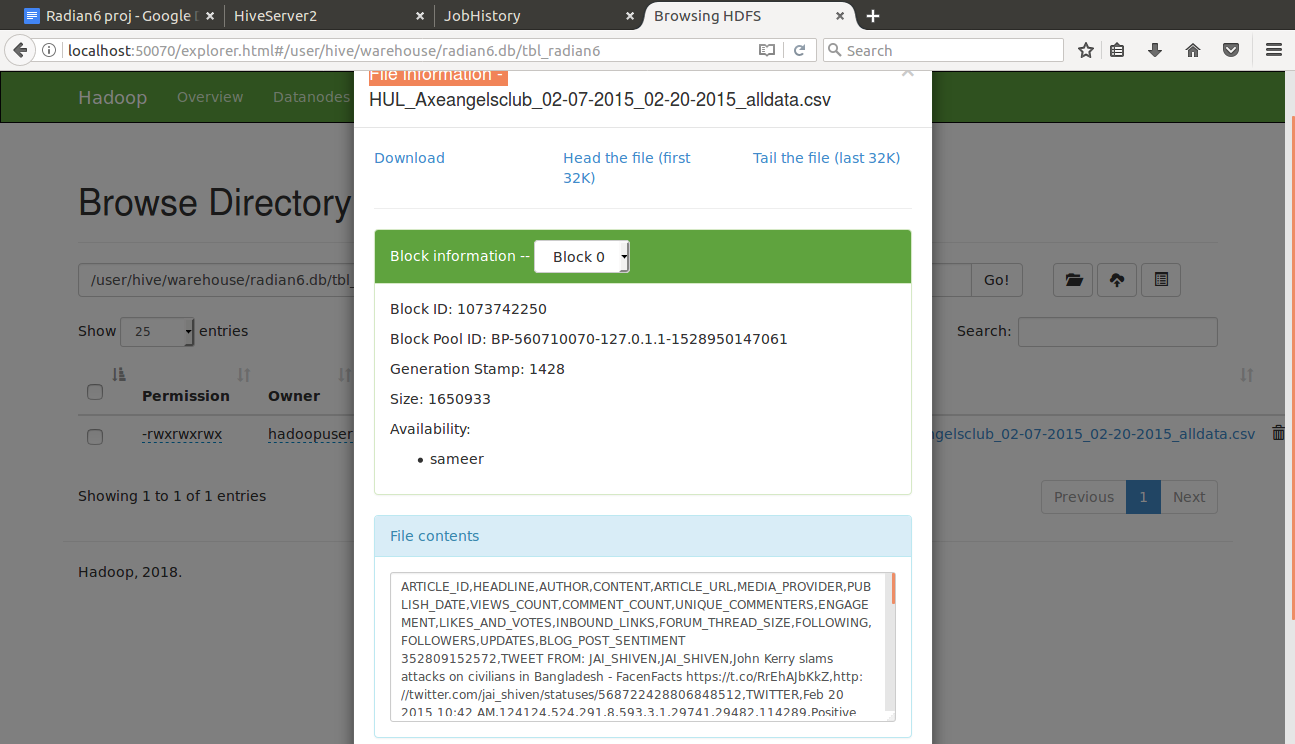 Radian6 proj - Google
HiveServer2
JobHistory
Browsing HDFS
localhost:50070/explorer.html#/user/hive/warehouse/radian6.db/tbl_radian6
Search
Hadoop
Overview
Datanodes
File information -
HUL_Axeangelsclub_02-07-2015_02-20-2015_alldata.csv
Download
Head the file (first
32K)
Tail the file (last 32K)
Browse Directory
Block information --
Block 0
/user/hive/warehouse/radian6.db/tbl_
Go!
Block ID: 1073742250
Block Pool ID: BP-560710070-127.0.1.1-1528950147061
Show 25 entries
Search:
Generation Stamp: 1428
Permission
Owner
Size: 1650933
Availability:
-rwxrwxrwx
hadoopuser
gelsclub_02-07-2015_02-20-2015_alldata.csv
sameer
Showing 1 to 1 of 1 entries
Previous
1
Next
File contents
Hadoop, 2018.
ARTICLE_ID,HEADLINE,AUTHOR,CONTENT,ARTICLE_URL,MEDIA_PROVIDER,PUB
LISH_DATE,VIEWS_COUNT,COMMENT_COUNT,UNIQUE_COMMENTERS,ENGAGE
MENT,LIKES_AND_VOTES,INBOUND_LINKS,FORUM_THREAD_SIZE,FOLLOWING,
FOLLOWERS,UPDATES,BLOG_POST_SENTIMENT
352809152572,TWEET FROM: JAI_SHIVEN,JAI_SHIVEN,John Kerry slams
attacks on civilians in Bangladesh - FacenFacts https://t.co/RrEhAJbKkZ,http:
//twitter.com/jai_shiven/statuses/568722428806848512,TWITTER,Feb 20
2015 10:42 AM,124124,524,291,8,593,3,1,29741,29482,114289,Positive